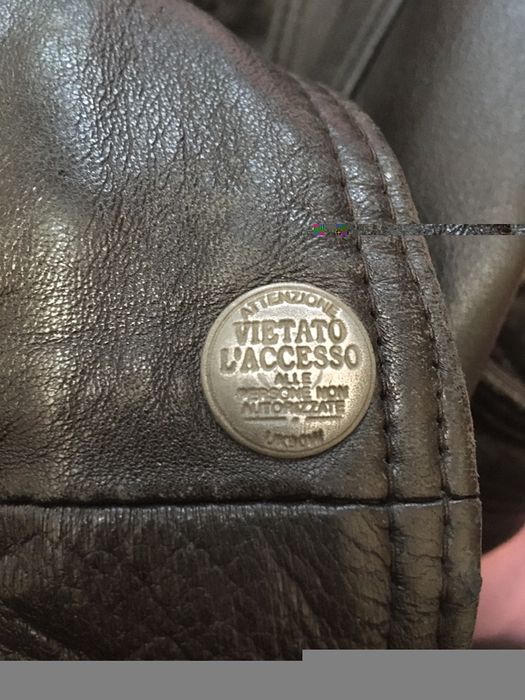 ATTENZIONE
VIETATO
L'ACCESSO
ALLE
PERSONE NON
AUTORIZZATE